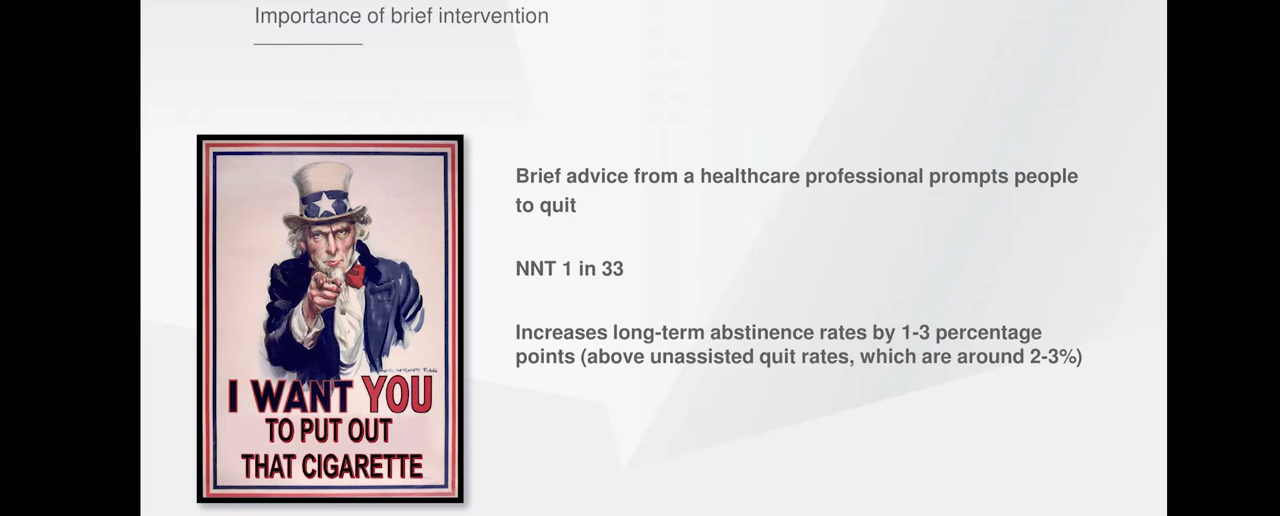 Importance of brief intervention
Brief advice from a healthcare professional prompts people
to quit
NNT 1 in 33
Increases long-term abstinence rates by 1-3 percentage
points (above unassisted quit rates, which are around 2-3%)
I WANT YOU
TO PUT OUT
THAT CIGARETTE